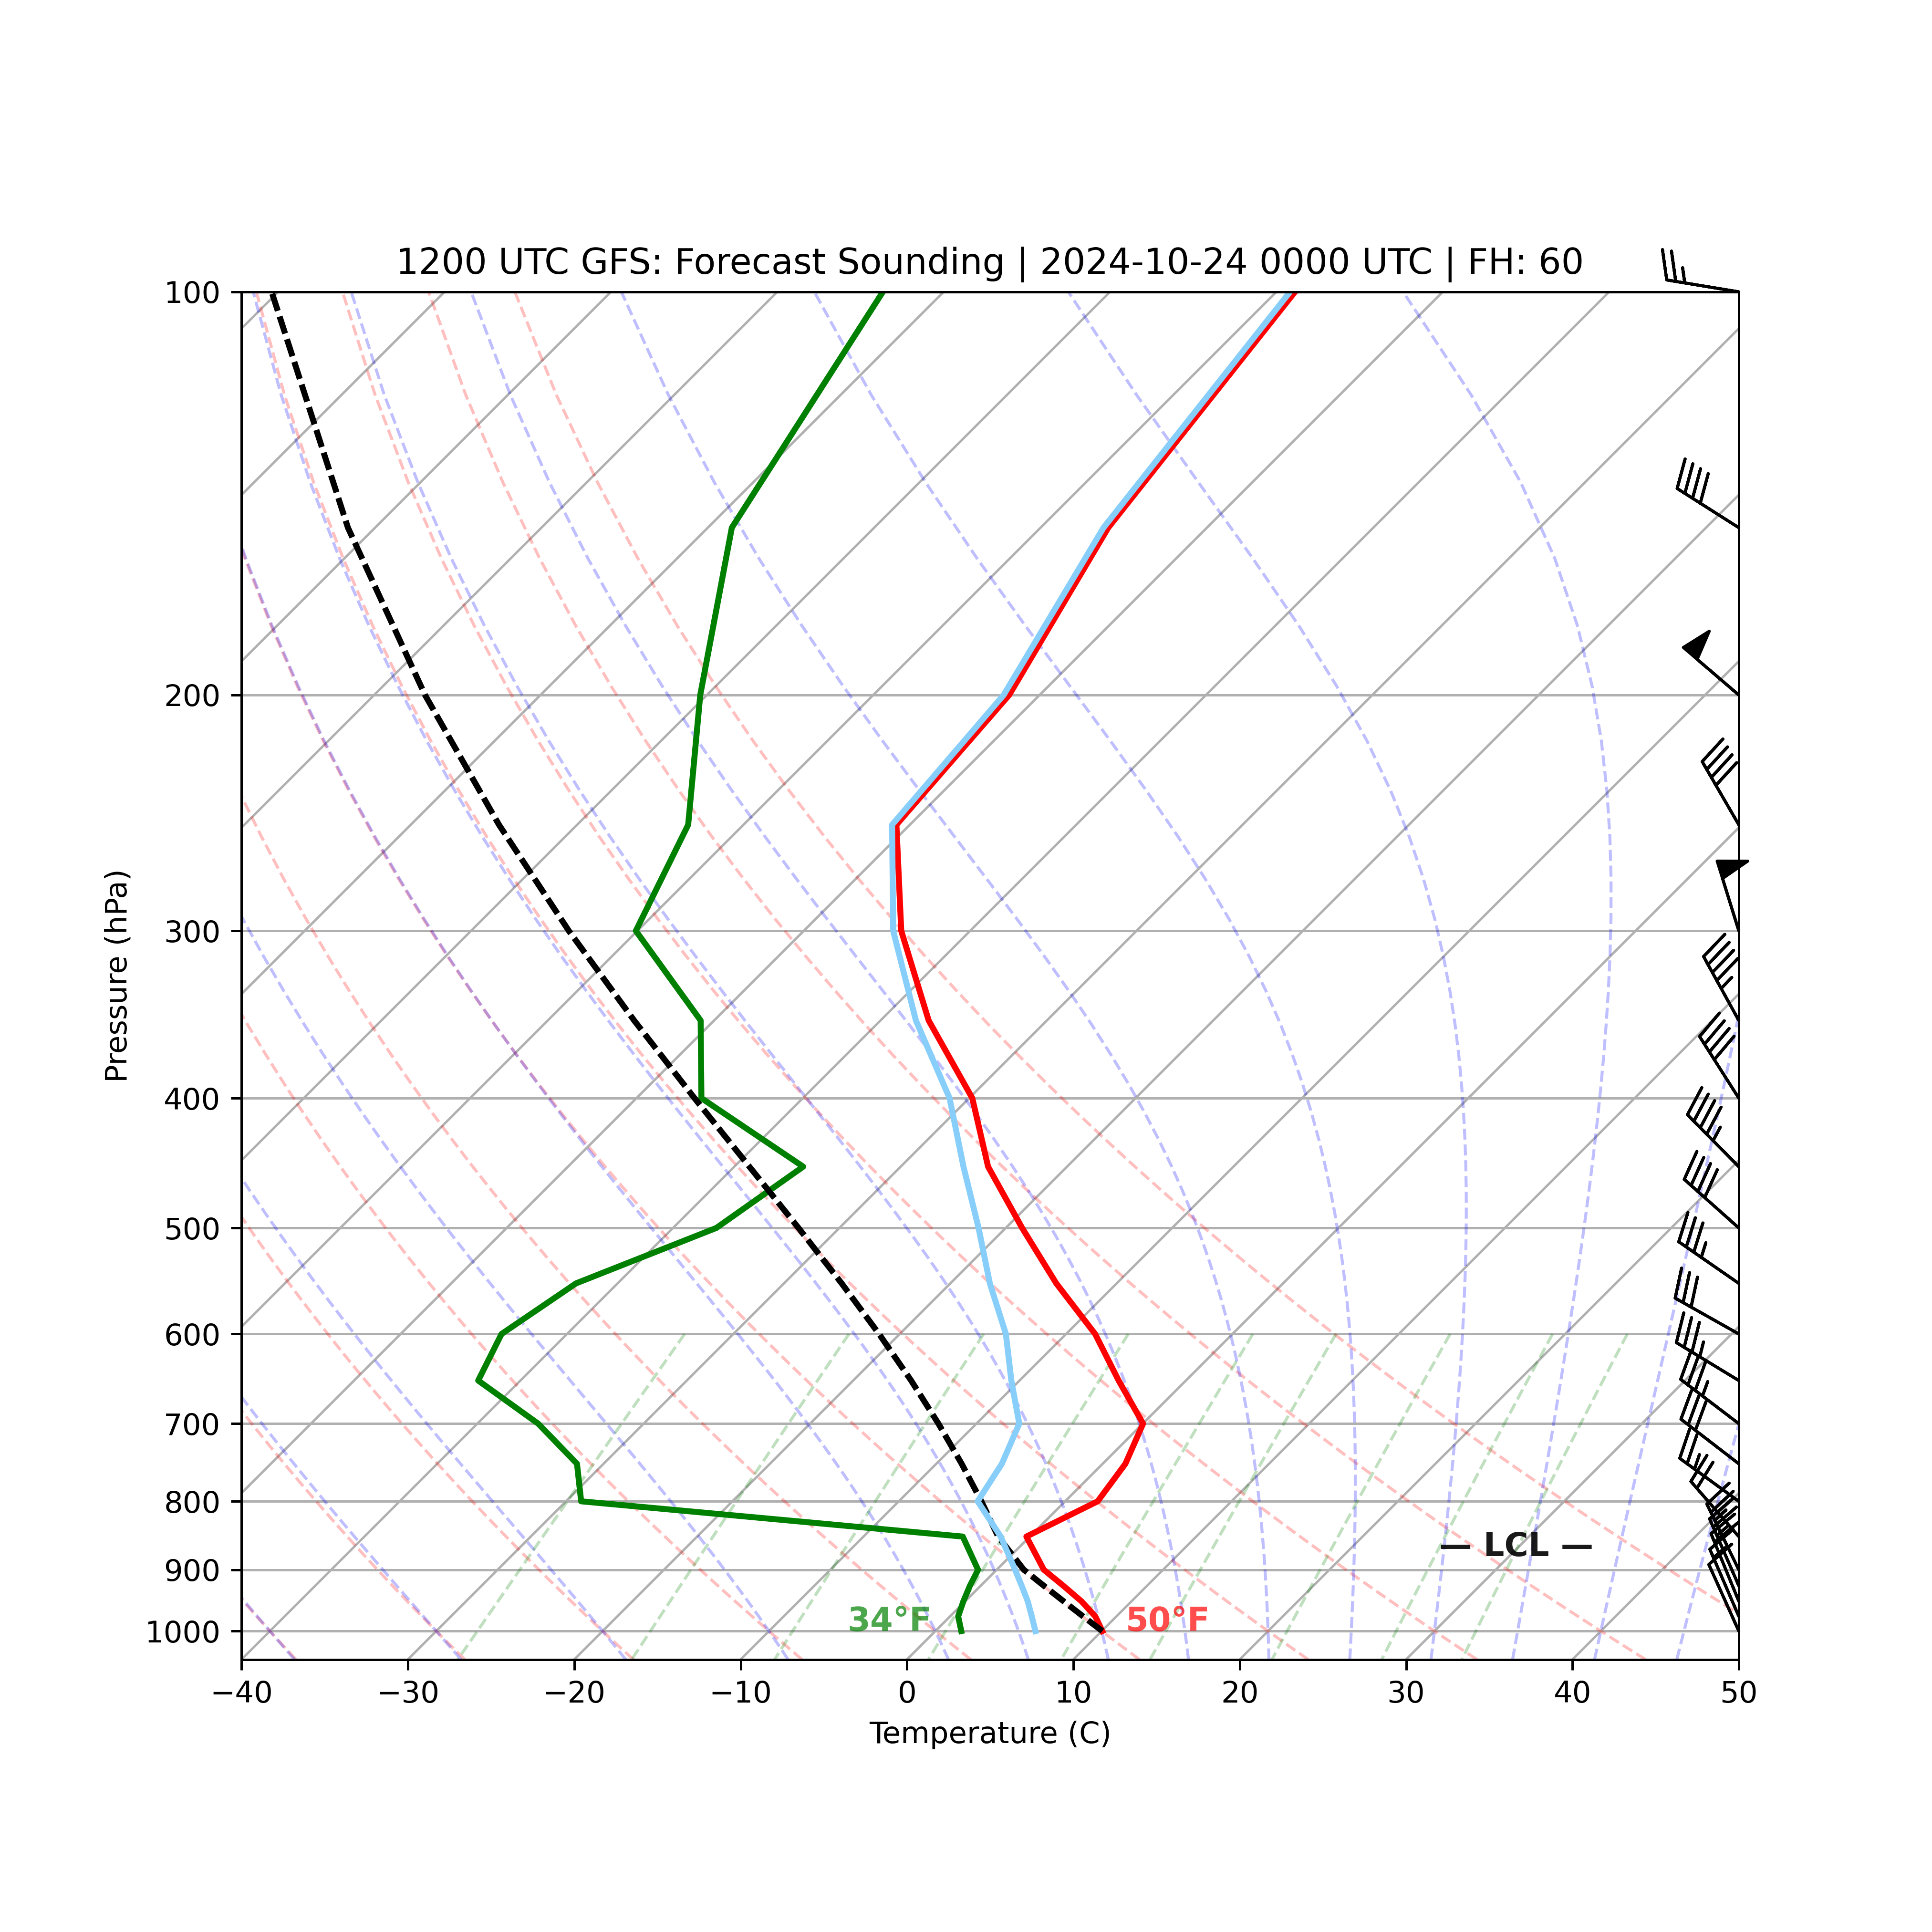 1200 UTC GFS: Forecast Sounding | 2024-10-24 0000 UTC | FH: 60
100
200
300
400
500
600
700
800
900
1000
Pressure (hPa)
— LCL —
34°F
50°F
−40 −30 −20 −10 0 10 20 30 40 50
Temperature (C)